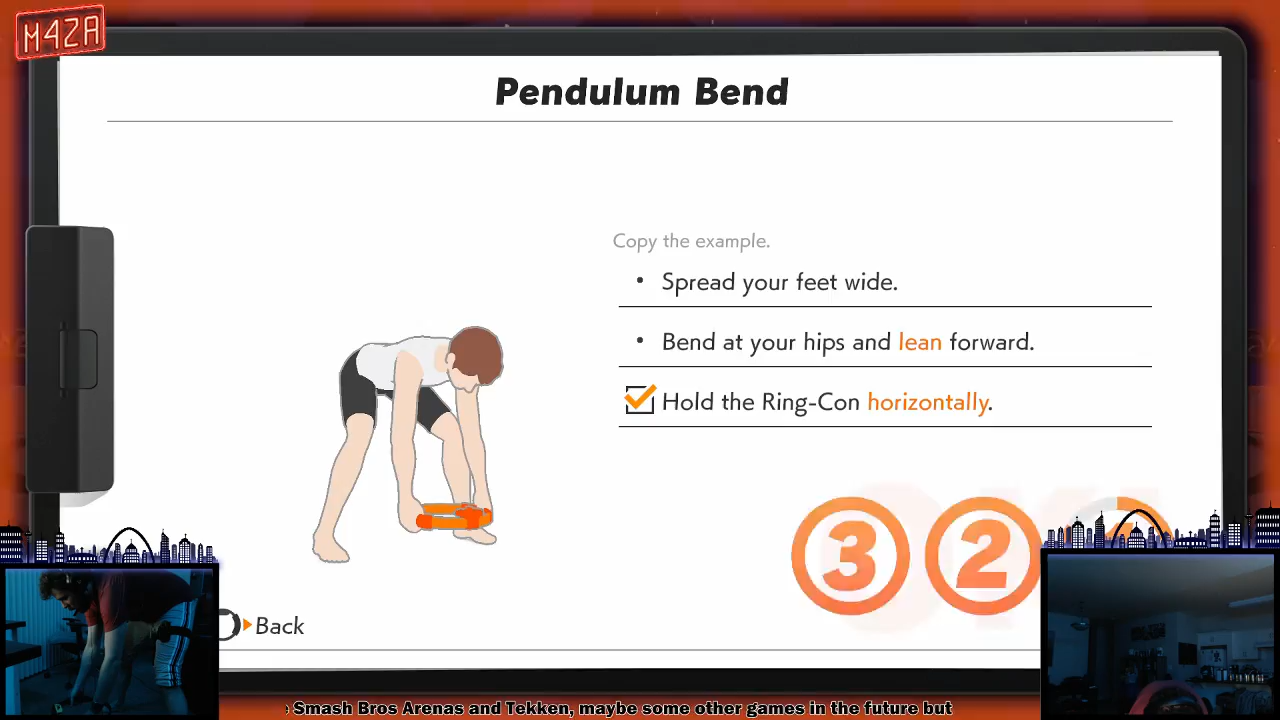 M4ZA
Pendulum Bend
Copy the example.
• Spread your feet wide.
• Bend at your hips and lean forward.
Hold the Ring-Con horizontally.
3 2
Back
Smash Bros Arenas and Tekken, maybe some other games in the future but